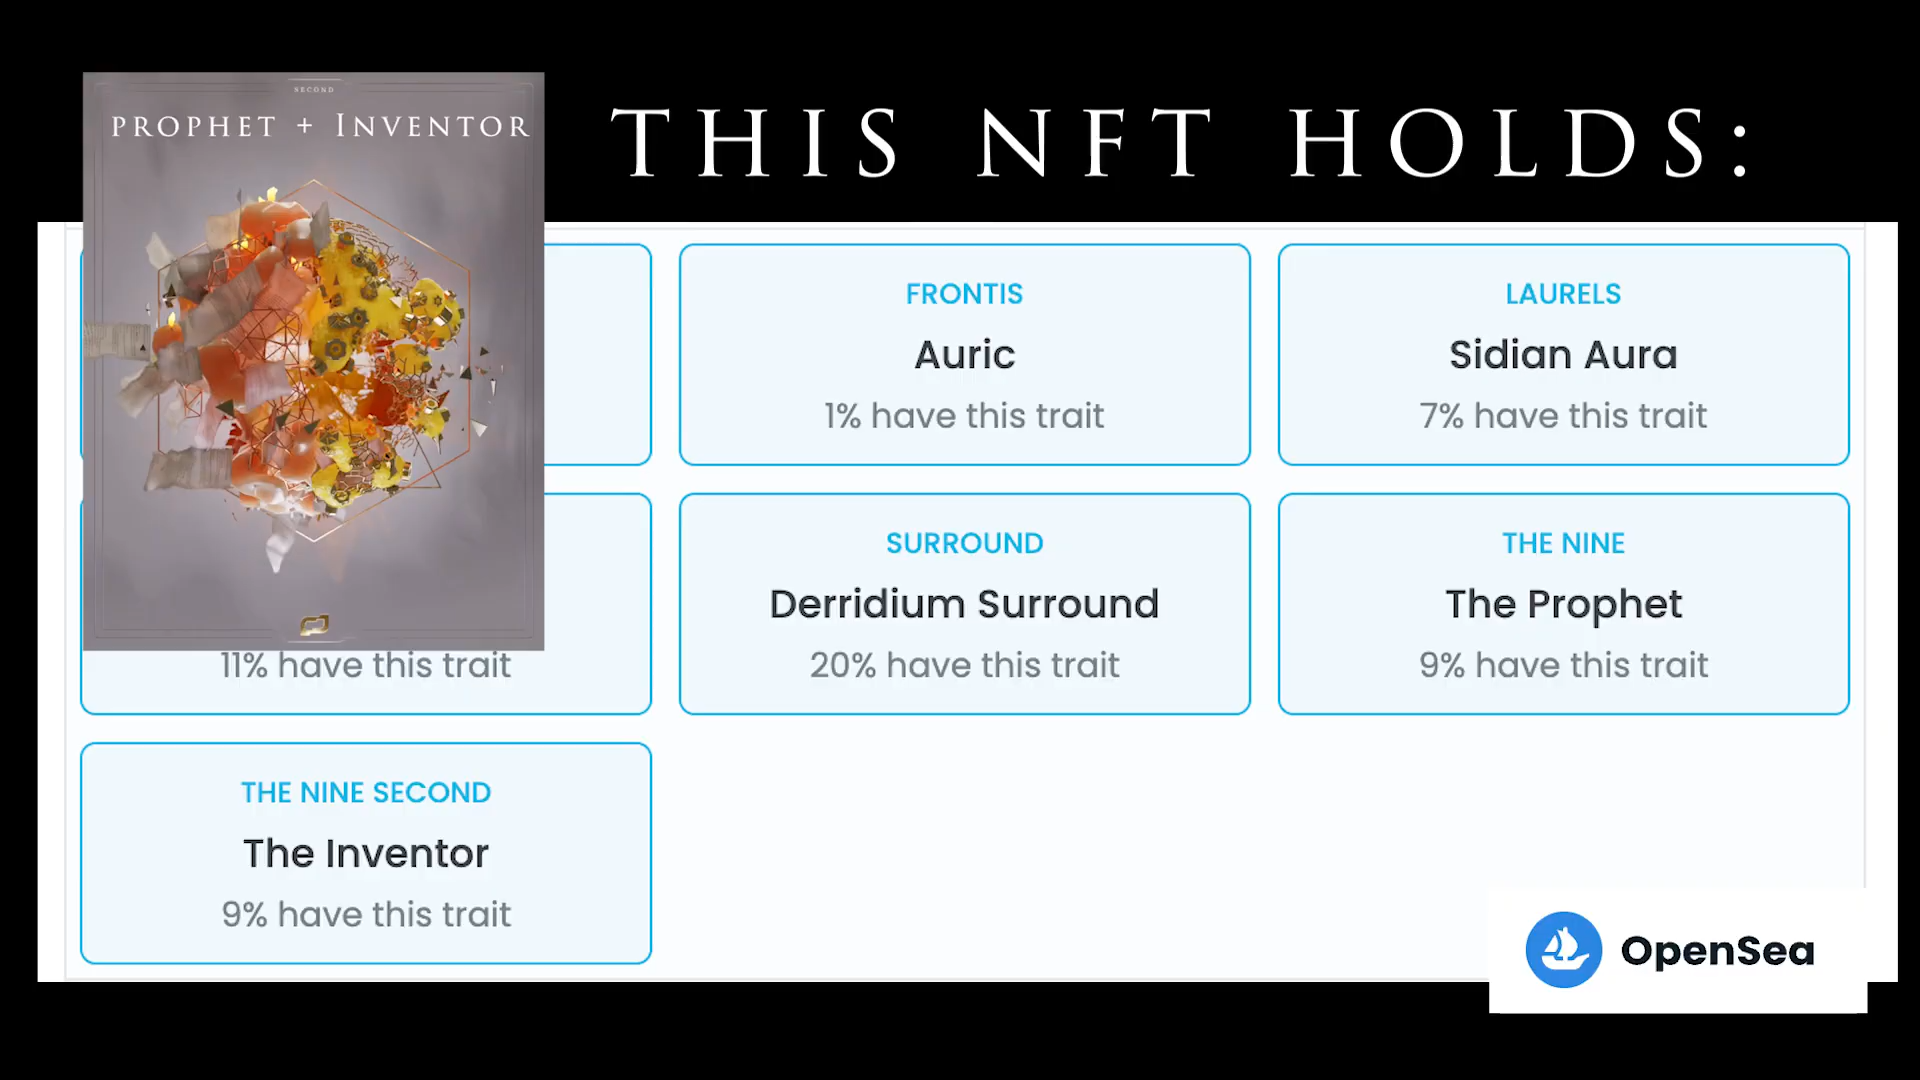 SECOND
PROPHET + INVENTOR
THIS NFT HOLDS:
FRONTIS
Auric
1% have this trait
LAURELS
Sidian Aura
7% have this trait
11% have this trait
SURROUND
Derridium Surround
20% have this trait
THE NINE
The Prophet
9% have this trait
THE NINE SECOND
The Inventor
9% have this trait
OpenSea